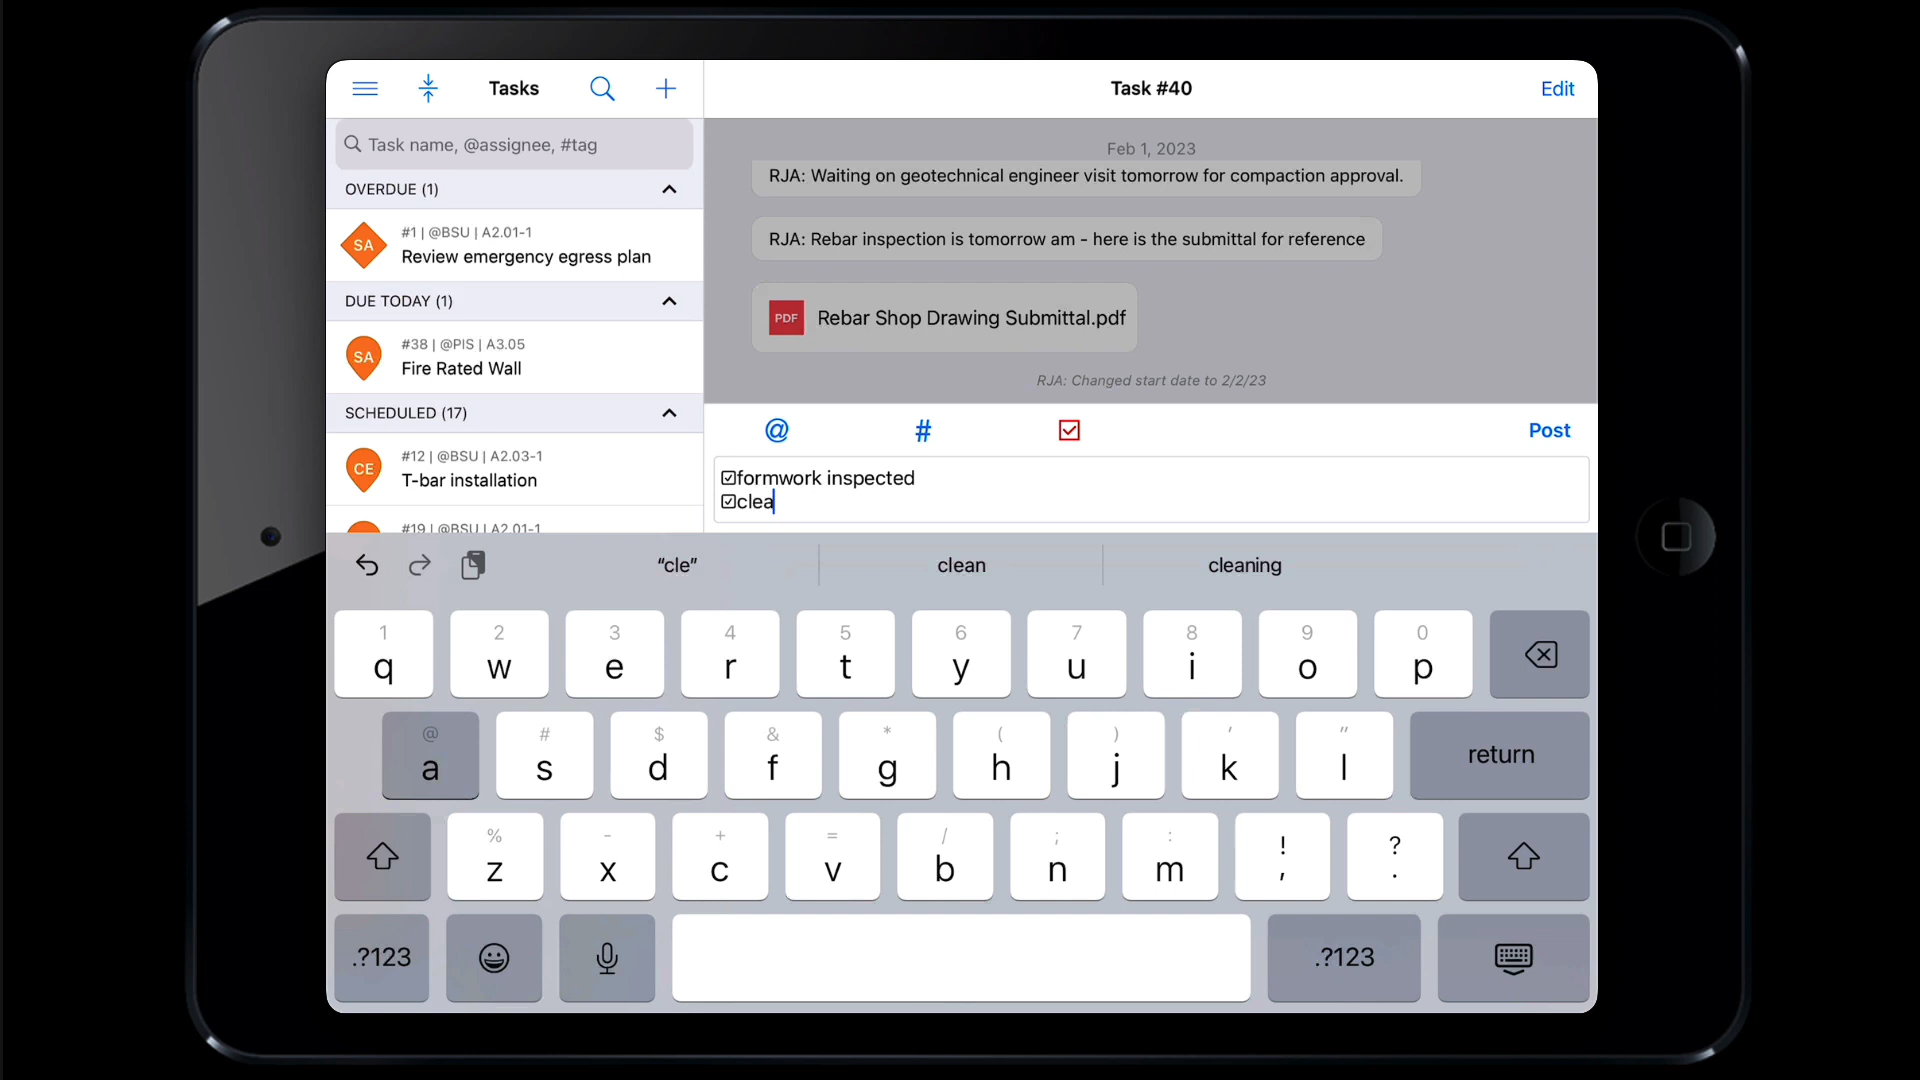 Tasks
Task #40
Edit
Task name, @assignee, #tag
OVERDUE (1)
SA
#1 | @BSU | A2.01-1
Review emergency egress plan
DUE TODAY (1)
SA
#38 | @PIS | A3.05
Fire Rated Wall
SCHEDULED (17)
CE
#12 | @BSU | A2.03-1
T-bar installation
#19 | @BSU | A2.01-1
Feb 1, 2023
RJA: Waiting on geotechnical engineer visit tomorrow for compaction approval.
RJA: Rebar inspection is tomorrow am - here is the submittal for reference
PDF
Rebar Shop Drawing Submittal.pdf
RJA: Changed start date to 2/2/23
@ # ☑ Post
☑formwork inspected
☑clea
“cle” clean cleaning
1 2 3 4 5 6 7 8 9 0
q w e r t y u i o p
@ # $ & * ( ) ' "
a s d f g h j k l return
% - + = / ; : ! ?
z x c v b n m , .
.?123 .?123